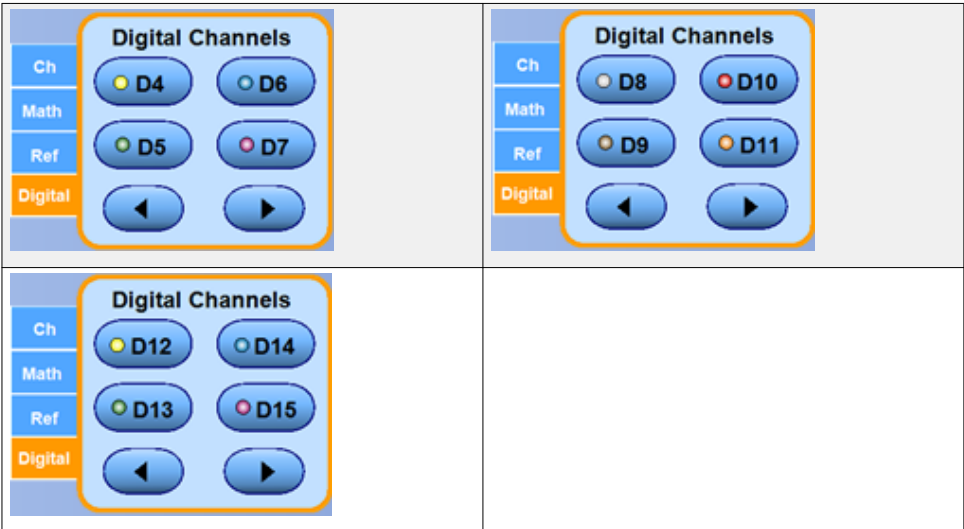 Digital Channels
Ch
D4 D6
Math
Ref
D5 D7
Digital
Digital Channels
Ch
D8 D10
Math
Ref
D9 D11
Digital
Digital Channels
Ch
D12 D14
Math
Ref
D13 D15
Digital